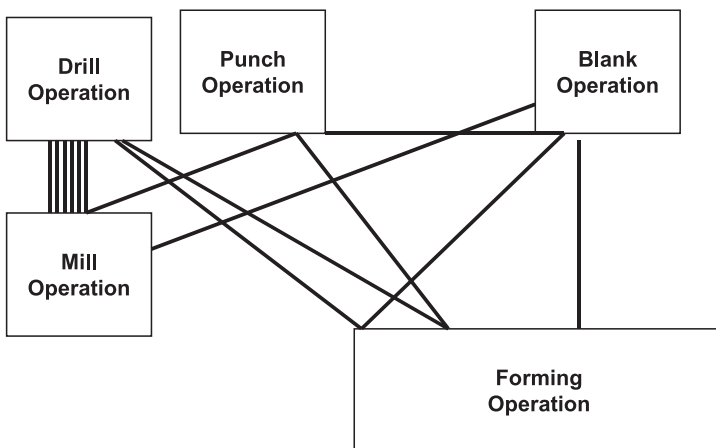 Drill
Operation
Punch
Operation
Blank
Operation
Mill
Operation
Forming
Operation